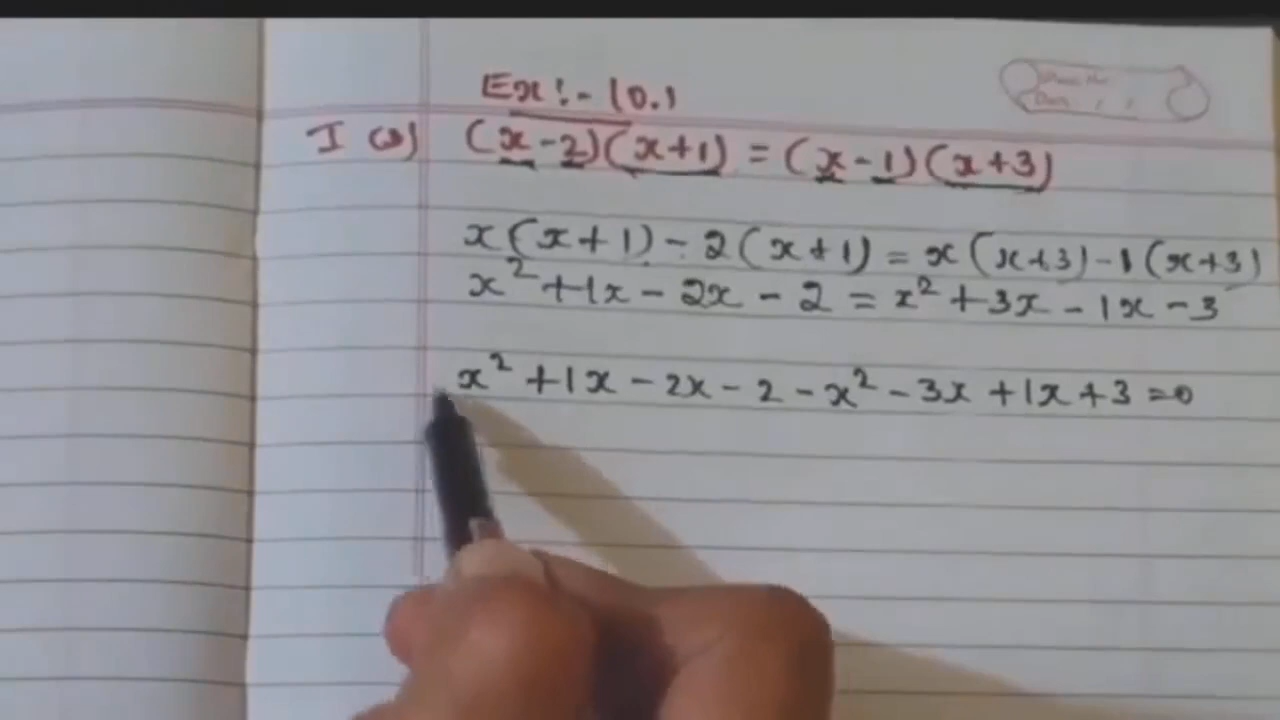 Ex:- 10.1
I (3) (x-2)(x+1) = (x-1)(x+3)
x(x+1)-2(x+1) = x(x+3)-1(x+3)
x²+1x-2x-2 = x²+3x-1x-3
x²+1x-2x-2-x²-3x+1x+3=0